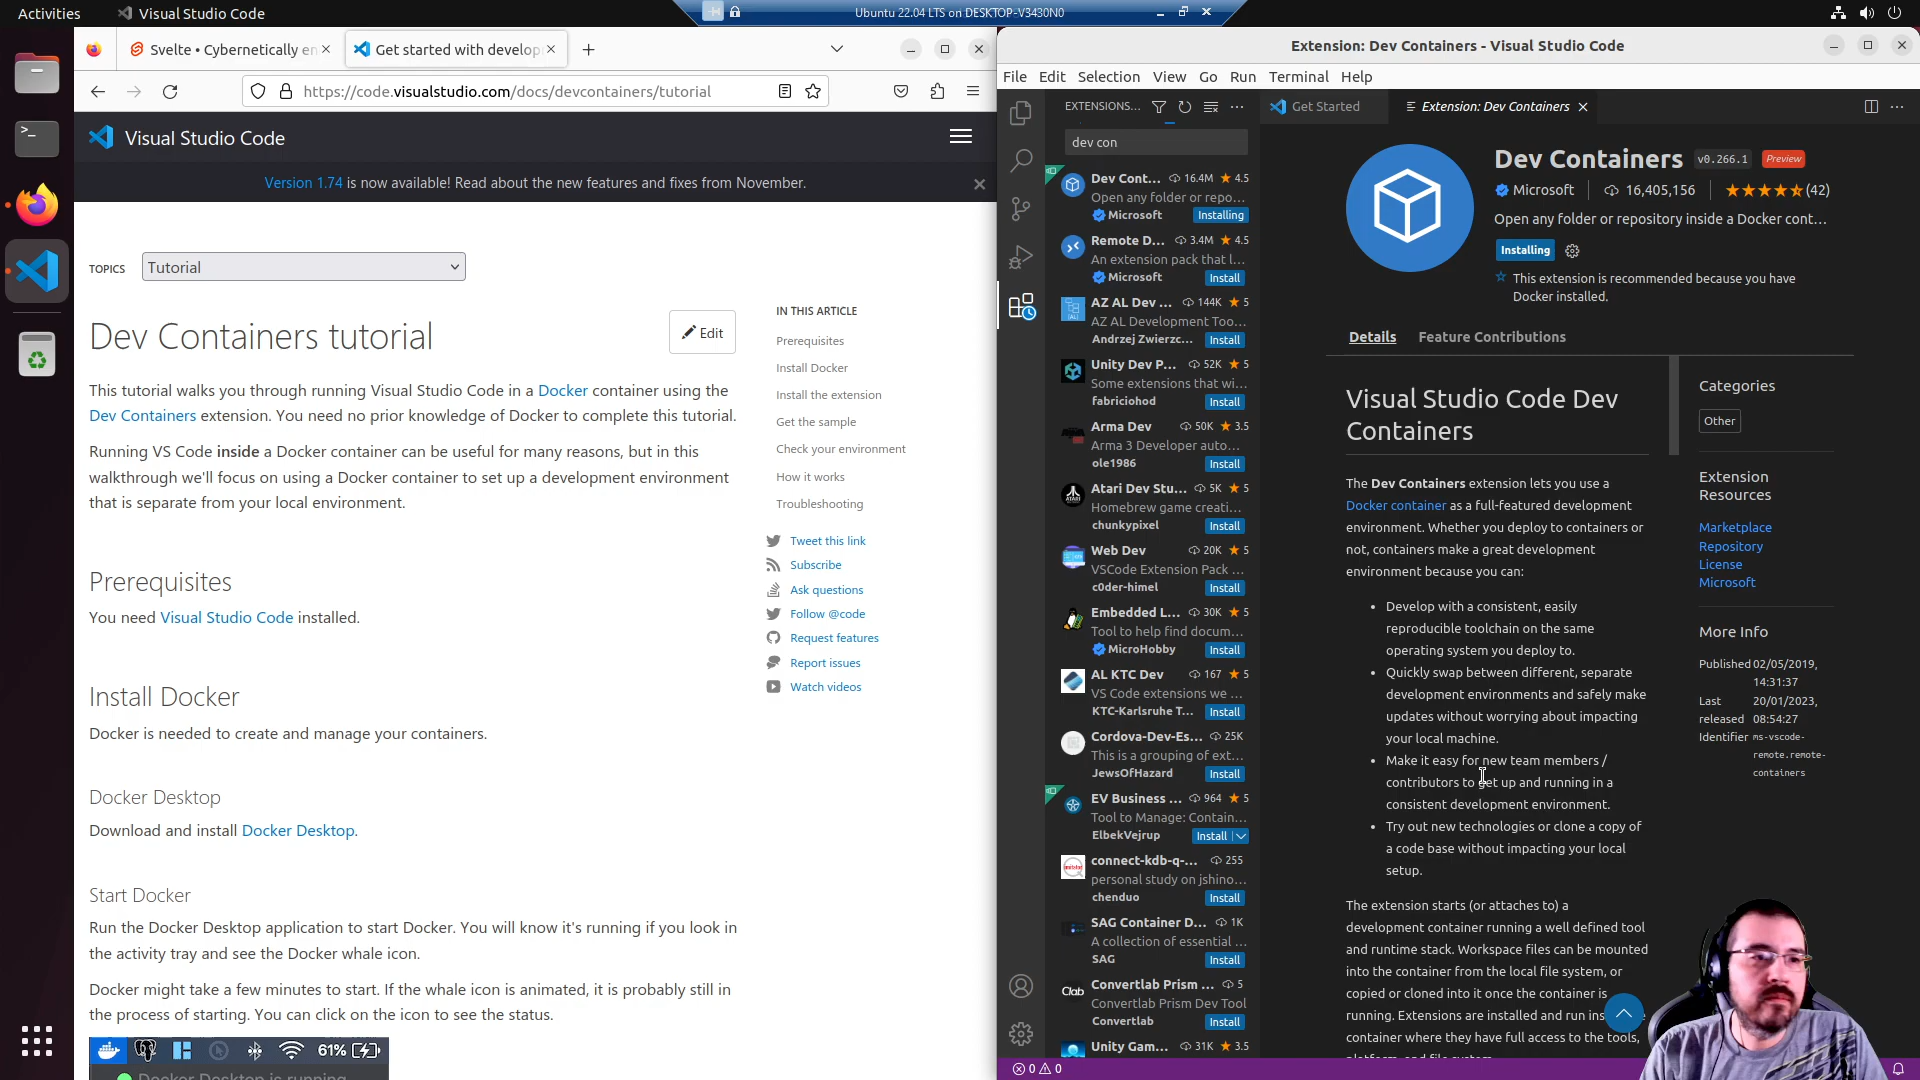 Activities
Visual Studio Code
Ubuntu 22.04 LTS on DESKTOP-V3430N0
Svelte • Cybernetically en
Get started with develop
https://code.visualstudio.com/docs/devcontainers/tutorial
Visual Studio Code
Version 1.74 is now available! Read about the new features and fixes from November.
TOPICS
Tutorial
Dev Containers tutorial
Edit
This tutorial walks you through running Visual Studio Code in a Docker container using the
Dev Containers extension. You need no prior knowledge of Docker to complete this tutorial.
Running VS Code inside a Docker container can be useful for many reasons, but in this
walkthrough we'll focus on using a Docker container to set up a development environment
that is separate from your local environment.
Prerequisites
You need Visual Studio Code installed.
Install Docker
Docker is needed to create and manage your containers.
Docker Desktop
Download and install Docker Desktop.
Start Docker
Run the Docker Desktop application to start Docker. You will know it's running if you look in
the activity tray and see the Docker whale icon.
Docker might take a few minutes to start. If the whale icon is animated, it is probably still in
the process of starting. You can click on the icon to see the status.
61%
Docker Desktop is running
IN THIS ARTICLE
Prerequisites
Install Docker
Install the extension
Get the sample
Check your environment
How it works
Troubleshooting
Tweet this link
Subscribe
Ask questions
Follow @code
Request features
Report issues
Watch videos
Extension: Dev Containers - Visual Studio Code
File Edit Selection View Go Run Terminal Help
EXTENSIONS...
dev con
Dev Cont... 16.4M 4.5
Open any folder or repo...
Microsoft Installing
Remote D... 3.4M 4.5
An extension pack that l...
Microsoft Install
AZ AL Dev ... 144K 5
AZ AL Development Too...
Andrzej Zwierzc... Install
Unity Dev P... 52K 5
Some extensions that wi...
fabriciohod Install
Arma Dev 50K 3.5
Arma 3 Developer auto...
ole1986 Install
Atari Dev Stu... 5K 5
Homebrew game creati...
chunkypixel Install
Web Dev 20K 5
VSCode Extension Pack ...
c0der-himel Install
Embedded L... 30K 5
Tool to help find docum...
MicroHobby Install
AL KTC Dev 167 5
VS Code extensions we ...
KTC-Karlsruhe T... Install
Cordova-Dev-Es... 25K
This is a grouping of ext...
JewsOfHazard Install
EV Business ... 964 5
Tool to Manage: Contain...
ElbekVejrup Install
connect-kdb-q-... 255
personal study on jshino...
chenduo Install
SAG Container D... 1K
A collection of essential ...
SAG Install
Clab
Convertlab Prism ... 5
Convertlab Prism Dev Tool
Convertlab Install
Unity Gam... 31K 3.5
Get Started
Extension: Dev Containers
Dev Containers v0.266.1 Preview
Microsoft 16,405,156 (42)
Open any folder or repository inside a Docker cont...
Installing
This extension is recommended because you have
Docker installed.
Details Feature Contributions
Visual Studio Code Dev
Containers
The Dev Containers extension lets you use a
Docker container as a full-featured development
environment. Whether you deploy to containers or
not, containers make a great development
environment because you can:
• Develop with a consistent, easily
reproducible toolchain on the same
operating system you deploy to.
• Quickly swap between different, separate
development environments and safely make
updates without worrying about impacting
your local machine.
• Make it easy for new team members /
contributors to get up and running in a
consistent development environment.
• Try out new technologies or clone a copy of
a code base without impacting your local
setup.
The extension starts (or attaches to) a
development container running a well defined tool
and runtime stack. Workspace files can be mounted
into the container from the local file system, or
copied or cloned into it once the container is
running. Extensions are installed and run
container where they have full access to the tools,
Categories
Other
Extension
Resources
Marketplace
Repository
License
Microsoft
More Info
Published 02/05/2019,
14:31:37
Last 20/01/2023,
released 08:54:27
Identifier ms-vscode-
remote.remote-
containers
0 0